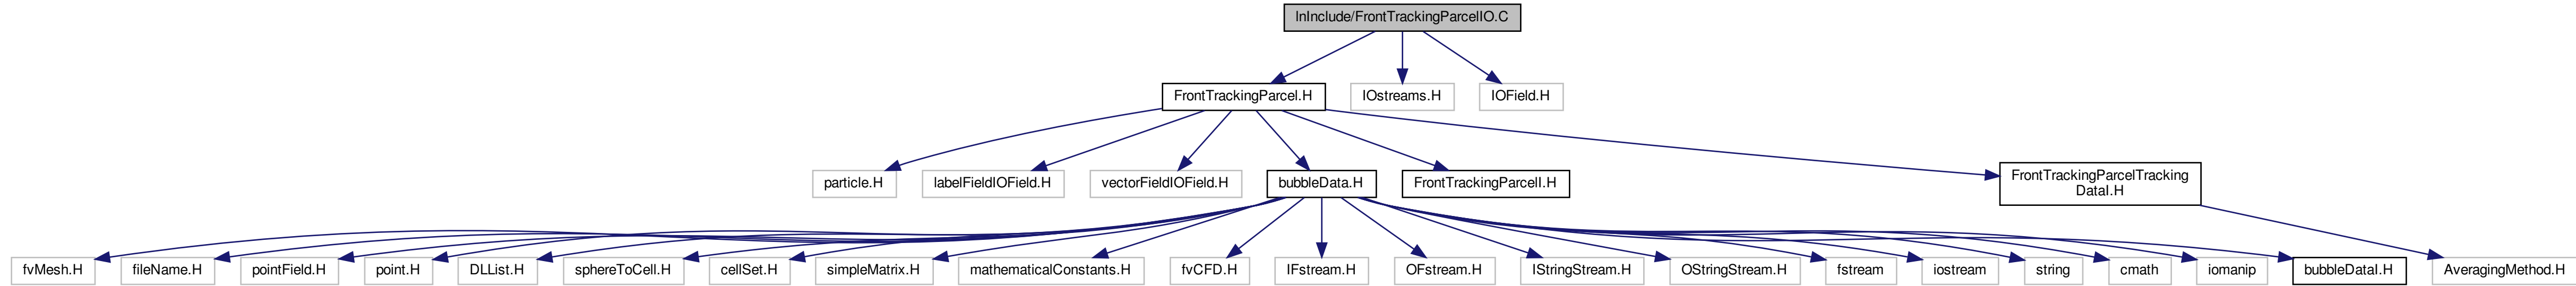 lnInclude/FrontTrackingParcelIO.C
FrontTrackingParcel.H
IOstreams.H
IOField.H
particle.H
labelFieldIOField.H
vectorFieldIOField.H
bubbleData.H
FrontTrackingParcelI.H
FrontTrackingParcelTracking
DataI.H
fvMesh.H
fileName.H
pointField.H
point.H
DLList.H
sphereToCell.H
cellSet.H
simpleMatrix.H
mathematicalConstants.H
fvCFD.H
IFstream.H
OFstream.H
IStringStream.H
OStringStream.H
fstream
iostream
string
cmath
iomanip
bubbleDataI.H
AveragingMethod.H